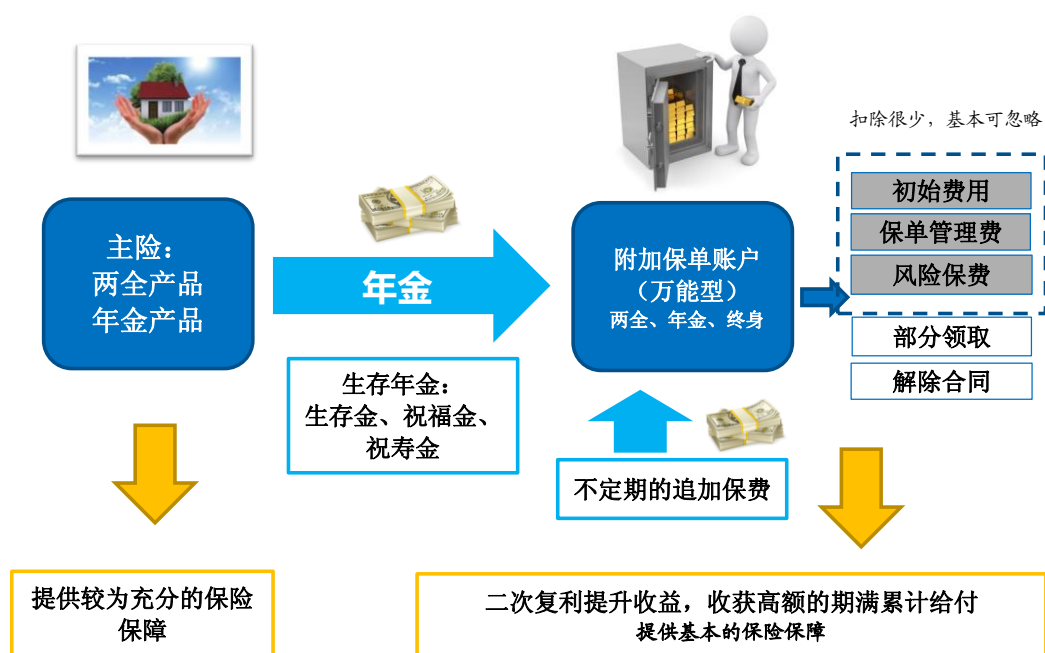 扣除很少，基本可忽略
主险：
两全产品
年金产品
年金
附加保单账户
（万能型）
两全、年金、终身
初始费用
保单管理费
风险保费
部分领取
解除合同
生存年金：
生存金、祝福金、
祝寿金
不定期的追加保费
提供较为充分的保险
保障
二次复利提升收益，收获高额的期满累计给付
提供基本的保险保障